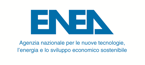 ENEA
Agenzia nazionale per le nuove tecnologie,
l'energia e lo sviluppo economico sostenibile